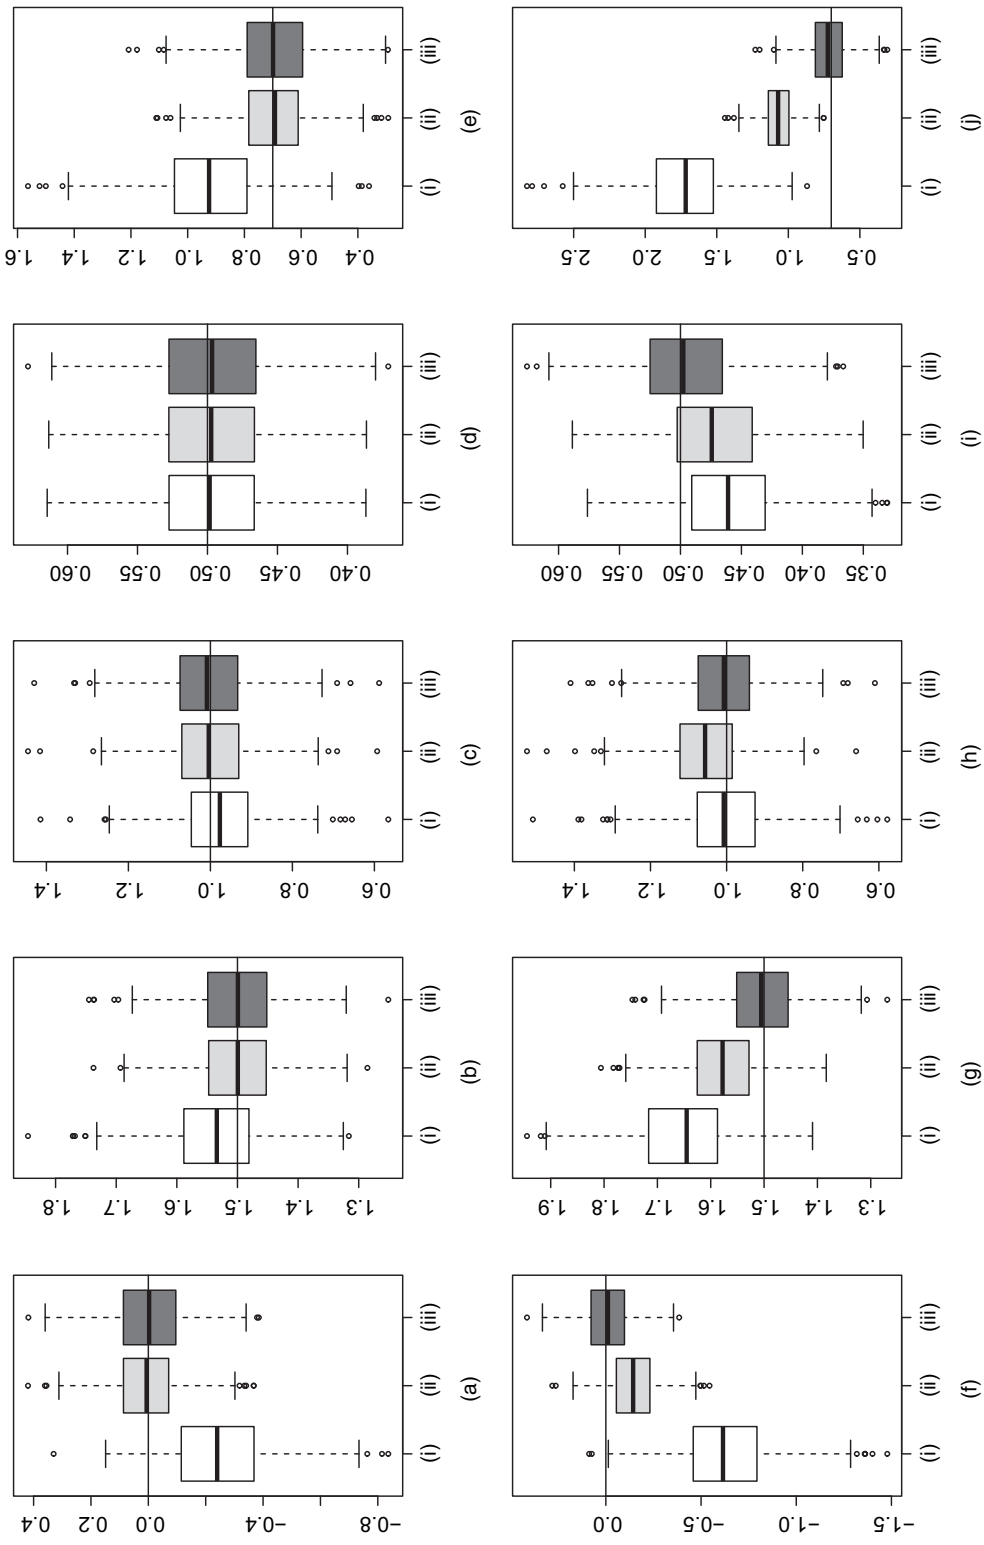 0.4
0.2
0.0
−0.4
−0.8
(i) (ii) (iii)
(a)
1.8
1.7
1.6
1.5
1.4
1.3
(i) (ii) (iii)
(b)
1.4
1.2
1.0
0.8
0.6
(i) (ii) (iii)
(c)
0.60
0.55
0.50
0.45
0.40
(i) (ii) (iii)
(d)
1.6
1.4
1.2
1.0
0.8
0.6
0.4
(i) (ii) (iii)
(e)
0.0
−0.5
−1.0
−1.5
(i) (ii) (iii)
(f)
1.9
1.8
1.7
1.6
1.5
1.4
1.3
(i) (ii) (iii)
(g)
1.4
1.2
1.0
0.8
0.6
(i) (ii) (iii)
(h)
0.60
0.55
0.50
0.45
0.40
0.35
(i) (ii) (iii)
(i)
2.5
2.0
1.5
1.0
0.5
(i) (ii) (iii)
(j)